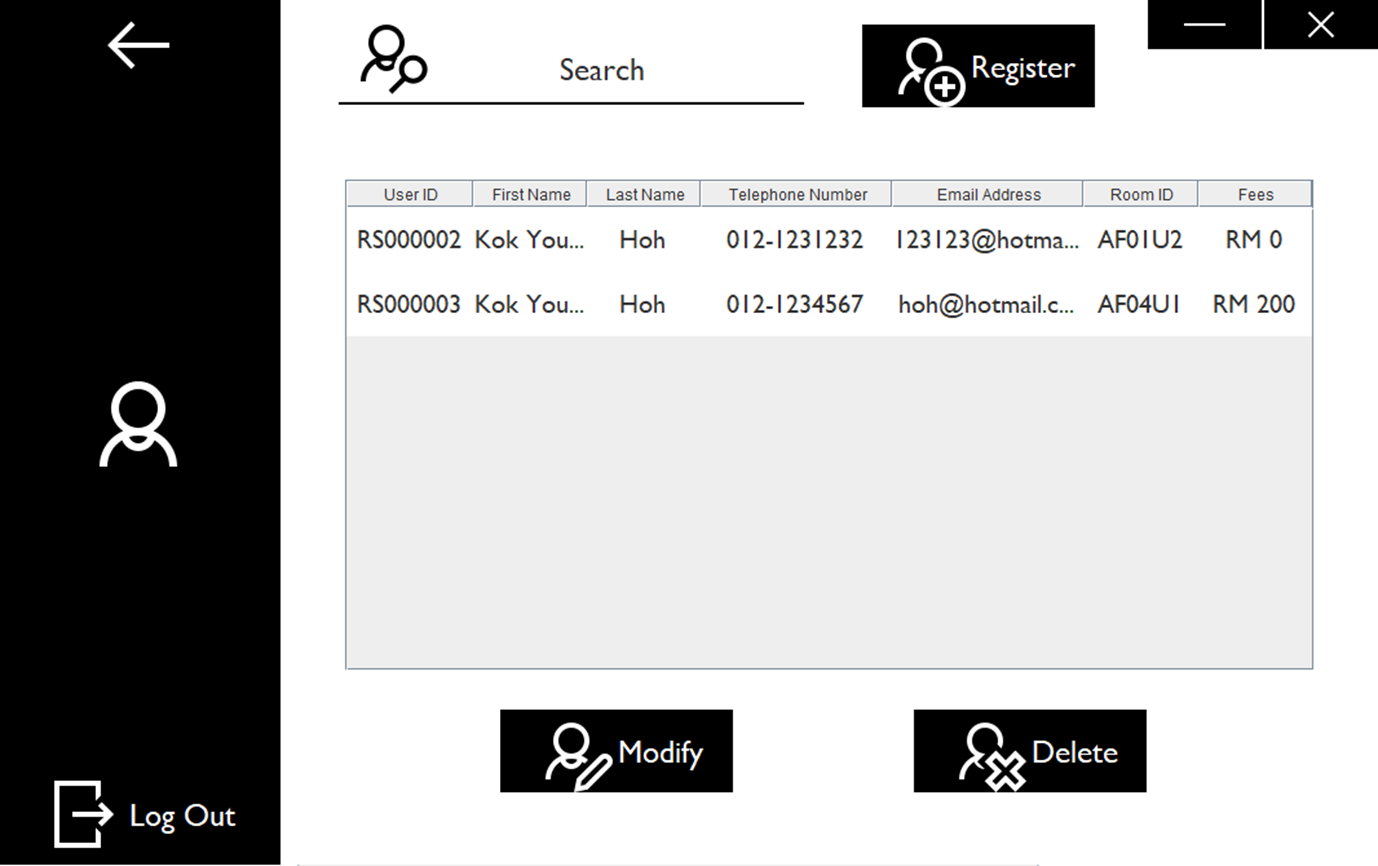 Search
Register
User ID First Name Last Name Telephone Number Email Address Room ID Fees
RS000002 Kok You... Hoh 012-1231232 123123@hotma... AF01U2 RM 0
RS000003 Kok You... Hoh 012-1234567 hoh@hotmail.c... AF04U1 RM 200
Modify
Delete
Log Out